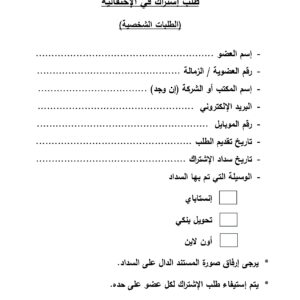 طلب إشتراك في الإحتفالية
(الطلبات الشخصية)
- إسم العضو ........................................................
- رقم العضوية / الزمالة ..............................................
- إسم المكتب أو الشركة (إن وجد) ...................................
- البريد الإلكتروني ..................................................
- رقم الموبايل ......................................................
- تاريخ تقديم الطلب ..................................................
- تاريخ سداد الإشتراك ................................................
- الوسيلة التي تم بها السداد
إنستاباي
تحويل بنكي
أون لاين
* يرجى إرفاق صورة المستند الدال على السداد.
* يتم إستيفاء طلب الإشتراك لكل عضو على حده.